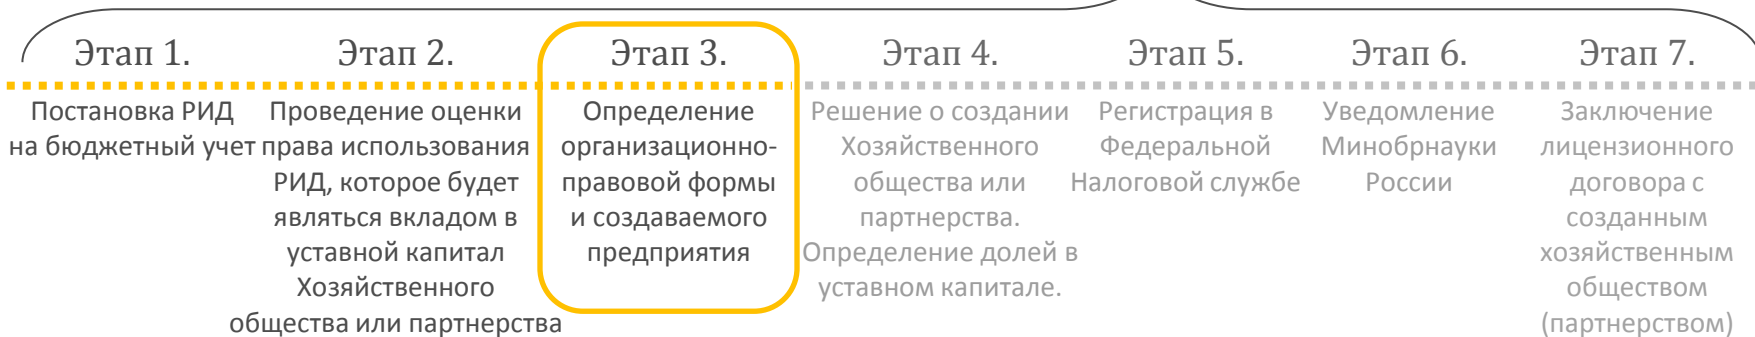 Этап 1.
Постановка РИД
на бюджетный учет
Этап 2.
Проведение оценки
права использования
РИД, которое будет
являться вкладом в
уставной капитал
Хозяйственного
общества или партнерства
Этап 3.
Определение
организационно-
правовой формы
и создаваемого
предприятия
Этап 4.
Решение о создании
Хозяйственного
общества или
партнерства.
Определение долей в
уставном капитале.
Этап 5.
Регистрация в
Федеральной
Налоговой службе
Этап 6.
Уведомление
Минобрнауки
России
Этап 7.
Заключение
лицензионного
договора с
созданным
хозяйственным
обществом
(партнерством)